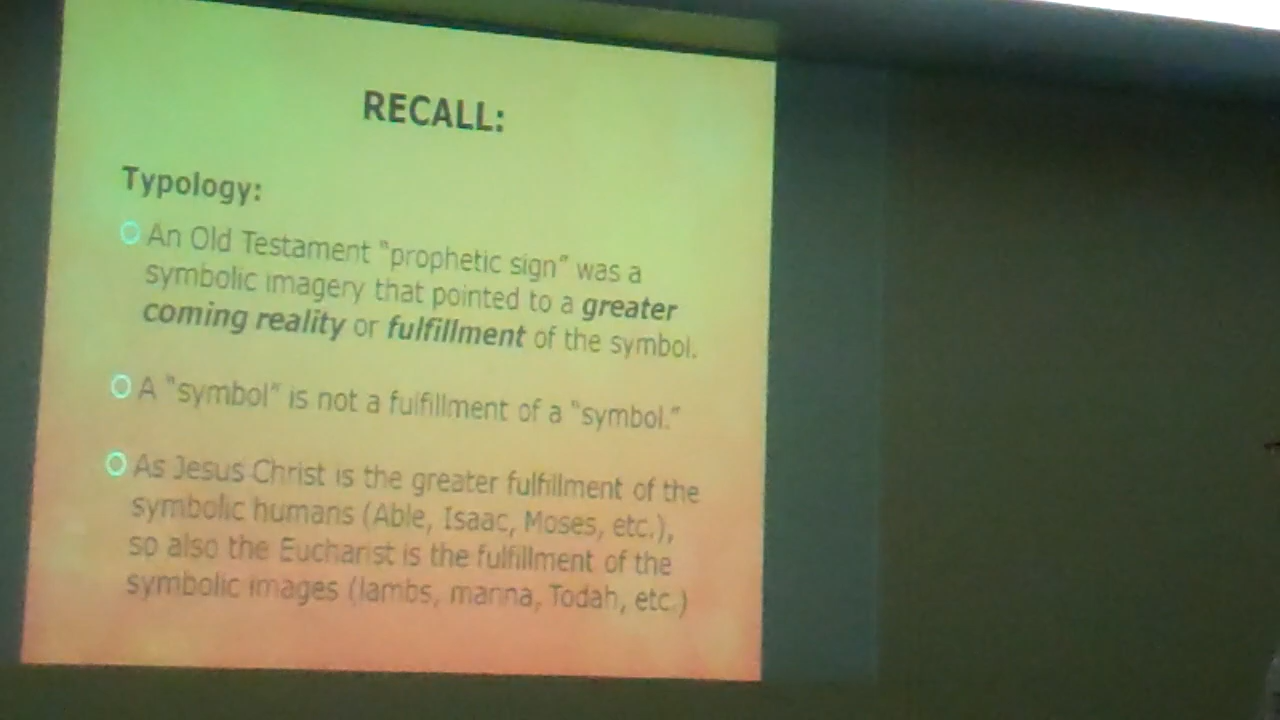 RECALL:
Typology:
An Old Testament "prophetic sign" was a
symbolic imagery that pointed to a greater
coming reality or fulfillment of the symbol.
A "symbol" is not a fulfillment of a "symbol."
As Jesus Christ is the greater fulfillment of the
symbolic humans (Able, Isaac, Moses, etc.),
so also the Eucharist is the fulfillment of the
symbolic images (lambs, manna, Todah, etc.)